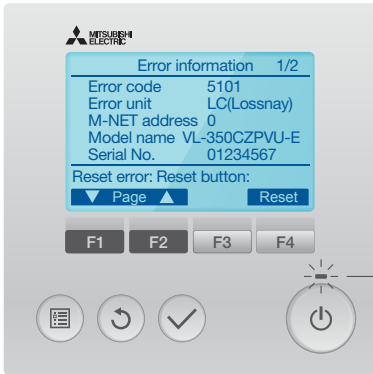 MITSUBISHI
ELECTRIC
Error information 1/2
Error code 5101
Error unit LC(Lossnay)
M-NET address 0
Model name VL-350CZPVU-E
Serial No. 01234567
Reset error: Reset button:
Page Reset
F1 F2 F3 F4